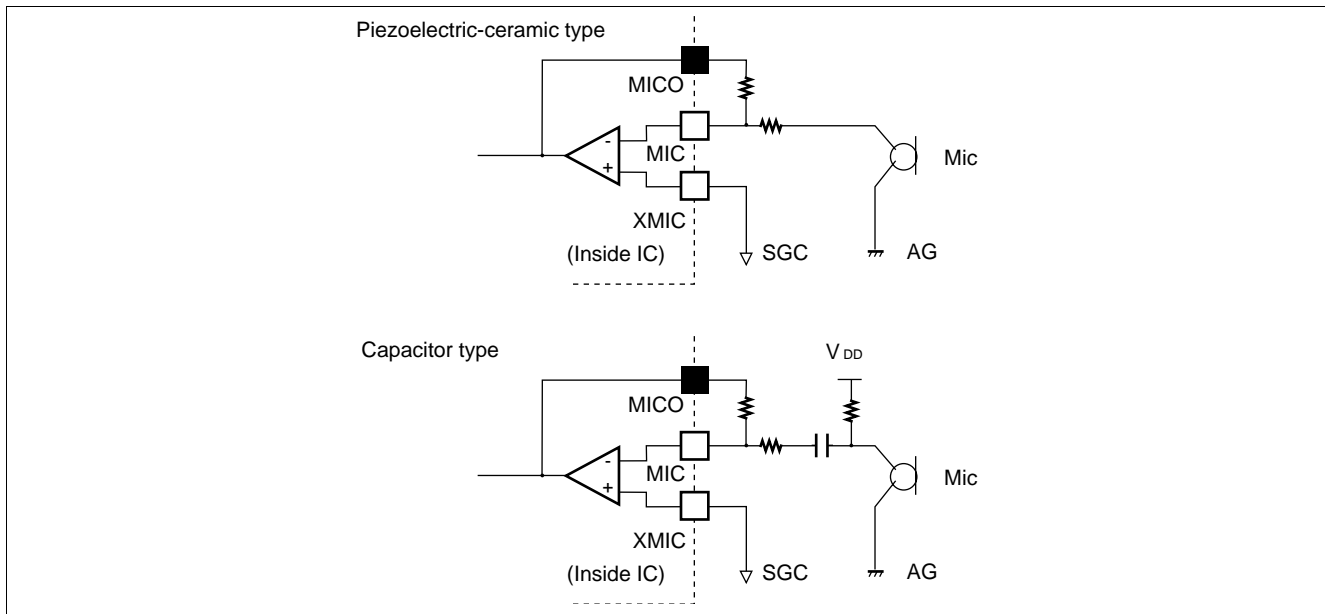 Piezoelectric-ceramic type
MICO
-
MIC
+
Mic
XMIC
(Inside IC)
SGC
AG
Capacitor type
VDD
MICO
-
MIC
+
Mic
XMIC
(Inside IC)
SGC
AG